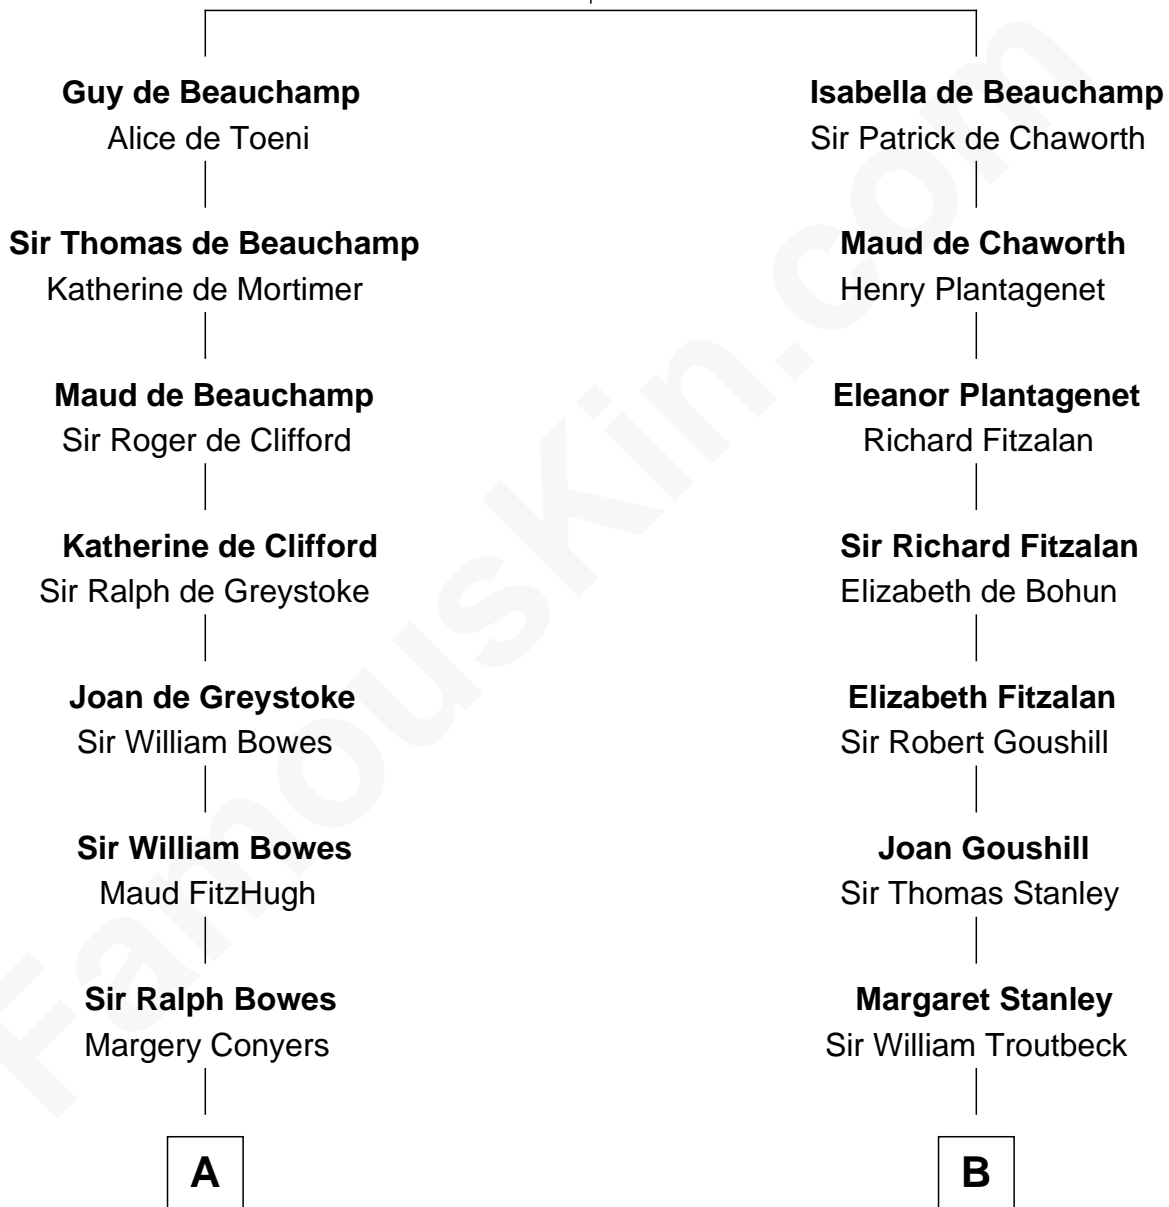 Guy de Beauchamp
Alice de Toeni
Isabella de Beauchamp
Sir Patrick de Chaworth
Sir Thomas de Beauchamp
Katherine de Mortimer
Maud de Chaworth
Henry Plantagenet
Maud de Beauchamp
Sir Roger de Clifford
Eleanor Plantagenet
Richard Fitzalan
Katherine de Clifford
Sir Ralph de Greystoke
Sir Richard Fitzalan
Elizabeth de Bohun
Joan de Greystoke
Sir William Bowes
Elizabeth Fitzalan
Sir Robert Goushill
Sir William Bowes
Maud FitzHugh
Joan Goushill
Sir Thomas Stanley
Sir Ralph Bowes
Margery Conyers
Margaret Stanley
Sir William Troutbeck
A
B
FamousKin.com